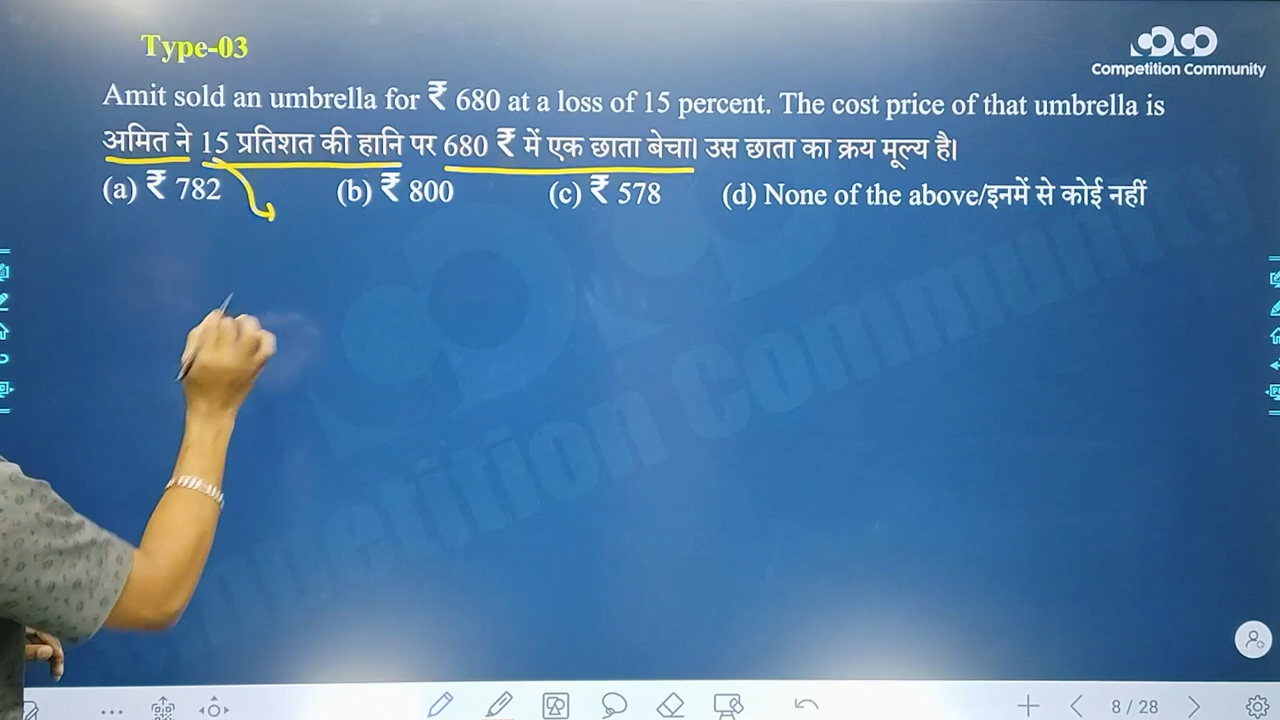 Type-03
Competition Community
Amit sold an umbrella for ₹ 680 at a loss of 15 percent. The cost price of that umbrella is
अमित ने 15 प्रतिशत की हानि पर 680 ₹ में एक छाता बेचा। उस छाता का क्रय मूल्य है।
(a) ₹ 782 (b) ₹ 800 (c) ₹ 578 (d) None of the above/इनमें से कोई नहीं
Competition Community
8 / 28